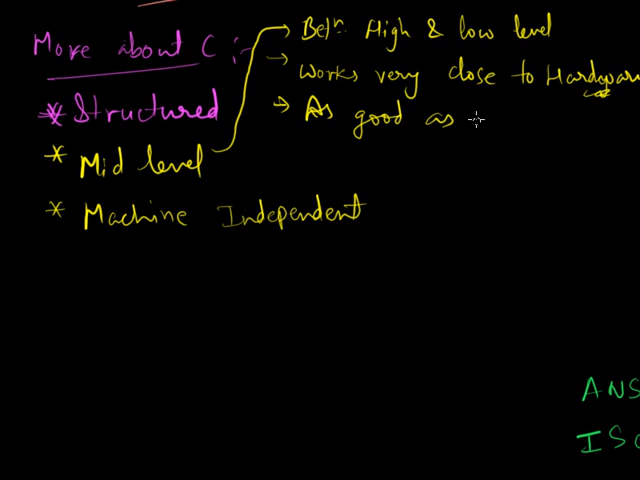 More about C :-
* Structured
* Mid level
* Machine Independent
→ Betn. High & low level
→ Works very close to Hardwar
→ As good as
ANS
ISO